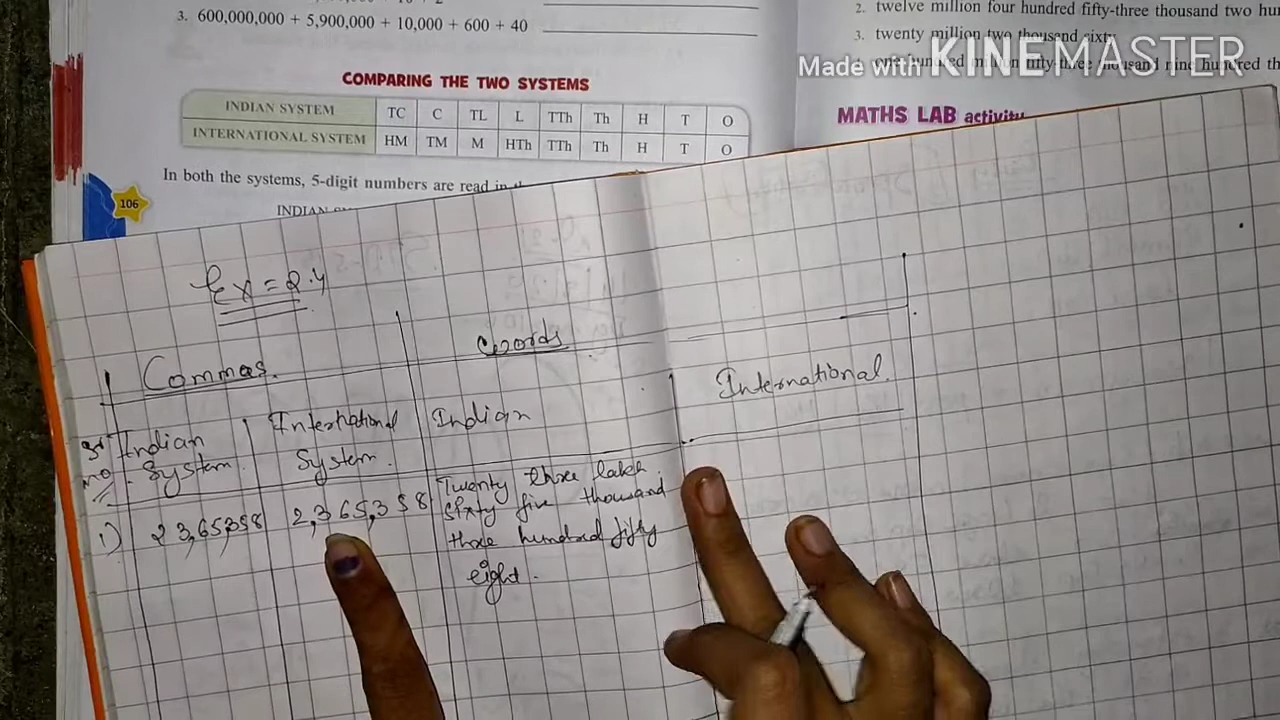 3. 600,000,000 + 5,900,000 + 10,000 + 600 + 40
2. twelve million four hundred fifty-three thousand two hu
3. twenty million two thousand sixty
Made with KINEMASTER
COMPARING THE TWO SYSTEMS
INDIAN SYSTEM TC C TL L TTh Th H T O
INTERNATIONAL SYSTEM HM TM M HTh TTh Th H T O
MATHS LAB activity
In both the systems, 5-digit numbers are read in
106
INDIAN
Ex = 2.4
Commas. Words
Indian System. International System. Indian International.
1) 23,65,358 2,365,358 Twenty three lakh.
sixty five thousand
three hundred fifty
eight.